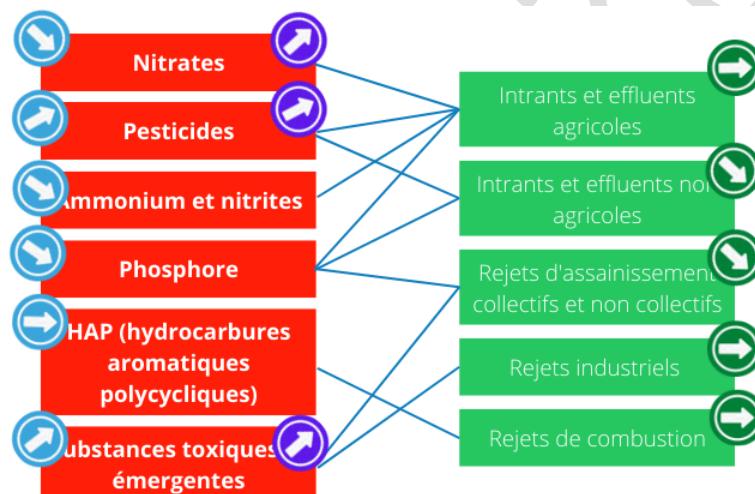 Nitrates
Pesticides
Ammonium et nitrites
Phosphore
HAP (hydrocarbures
aromatiques
polycycliques)
ubstances toxiques
émergentes
Intrants et effluents
agricoles
Intrants et effluents non
agricoles
Rejets d'assainissement
collectifs et non collectifs
Rejets industriels
Rejets de combustion